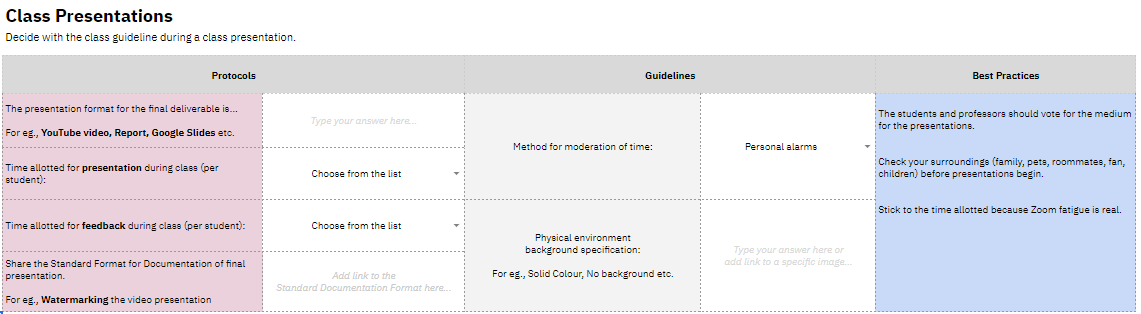 Class Presentations
Decide with the class guideline during a class presentation.
Protocols
Guidelines
Best Practices
The presentation format for the final deliverable is...
For eg., YouTube video, Report, Google Slides etc.
Type your answer here...
Time allotted for presentation during class (per
student):
Choose from the list
Time allotted for feedback during class (per student):
Choose from the list
Share the Standard Format for Documentation of final
presentation.
For eg., Watermarking the video presentation
Add link to the
Standard Documentation Format here...
Method for moderation of time:
Personal alarms
Physical environment
background specification:
For eg., Solid Colour, No background etc.
Type your answer here or
add link to a specific image...
The students and professors should vote for the medium
for the presentations.
Check your surroundings (family, pets, roommates, fan,
children) before presentations begin.
Stick to the time allotted because Zoom fatigue is real.